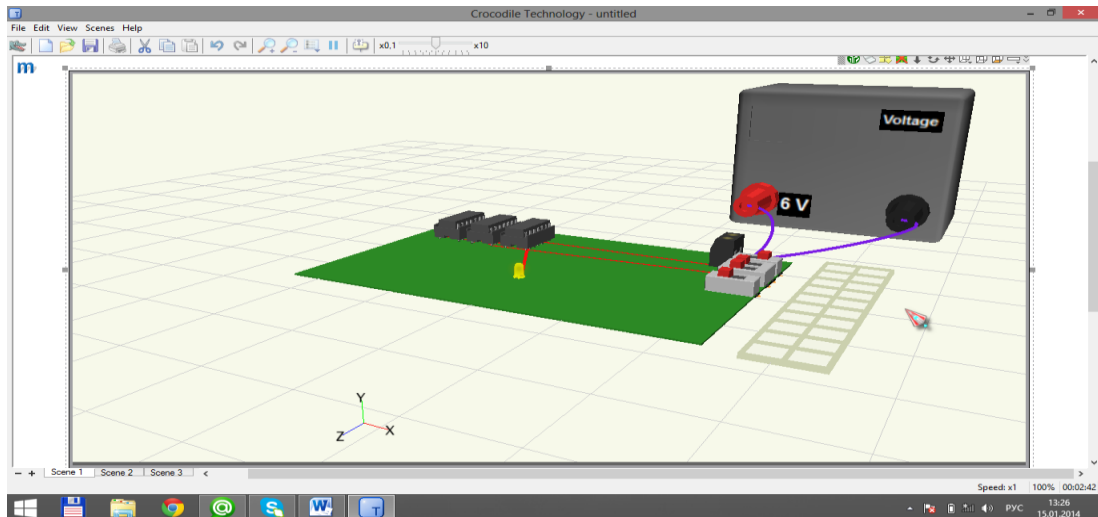 Crocodile Technology - untitled
File Edit View Scenes Help
x0.1 x10
m
Voltage
6 V
Y
Z X
- + Scene 1 Scene 2 Scene 3 <
Speed: x1 100% 00:02:42
РУС 13:26
15.01.2014